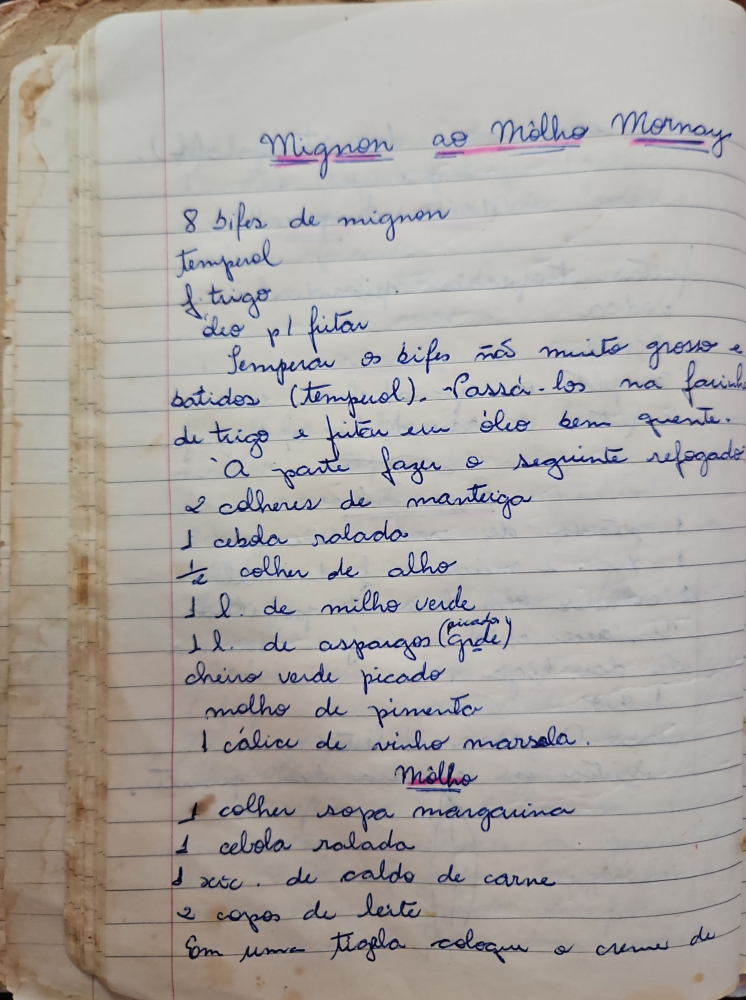 Mignon ao Môlho Mornay
8 bifes de mignon
temperol
f. trigo
óleo p/ fritar
Temperar os bifes não muito grosso e
batidos (temperol). Passá-los na farinha
de trigo e fritar em óleo bem quente.
À parte fazer o seguinte refogado
2 colheres de manteiga
1 cebola ralada
1/2 colher de alho
1 l. de milho verde
1 l. de aspargos (picados grde)
cheiro verde picado
molho de pimenta
1 cálice de vinho marsala.
Môlho
1 colher sopa margarina
1 cebola ralada
1 xíc. de caldo de carne
2 copos de leite
Em uma tigela coloque o creme de